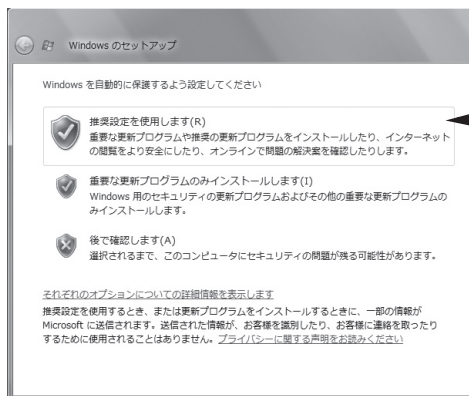 Windows のセットアップ
Windows を自動的に保護するよう設定してください
推奨設定を使用します(R)
重要な更新プログラムや推奨の更新プログラムをインストールしたり、インターネット
の閲覧をより安全にしたり、オンラインで問題の解決案を確認したりします。
重要な更新プログラムのみインストールします(I)
Windows 用のセキュリティの更新プログラムおよびその他の重要な更新プログラムの
みインストールします。
後で確認します(A)
選択されるまで、このコンピュータにセキュリティの問題が残る可能性があります。
それぞれのオプションについての詳細情報を表示します
推奨設定を使用するとき、または更新プログラムをインストールするときに、一部の情報が
Microsoft に送信されます。送信された情報が、お客様を識別したり、お客様に連絡を取ったり
するために使用されることはありません。プライバシーに関する声明をお読みください